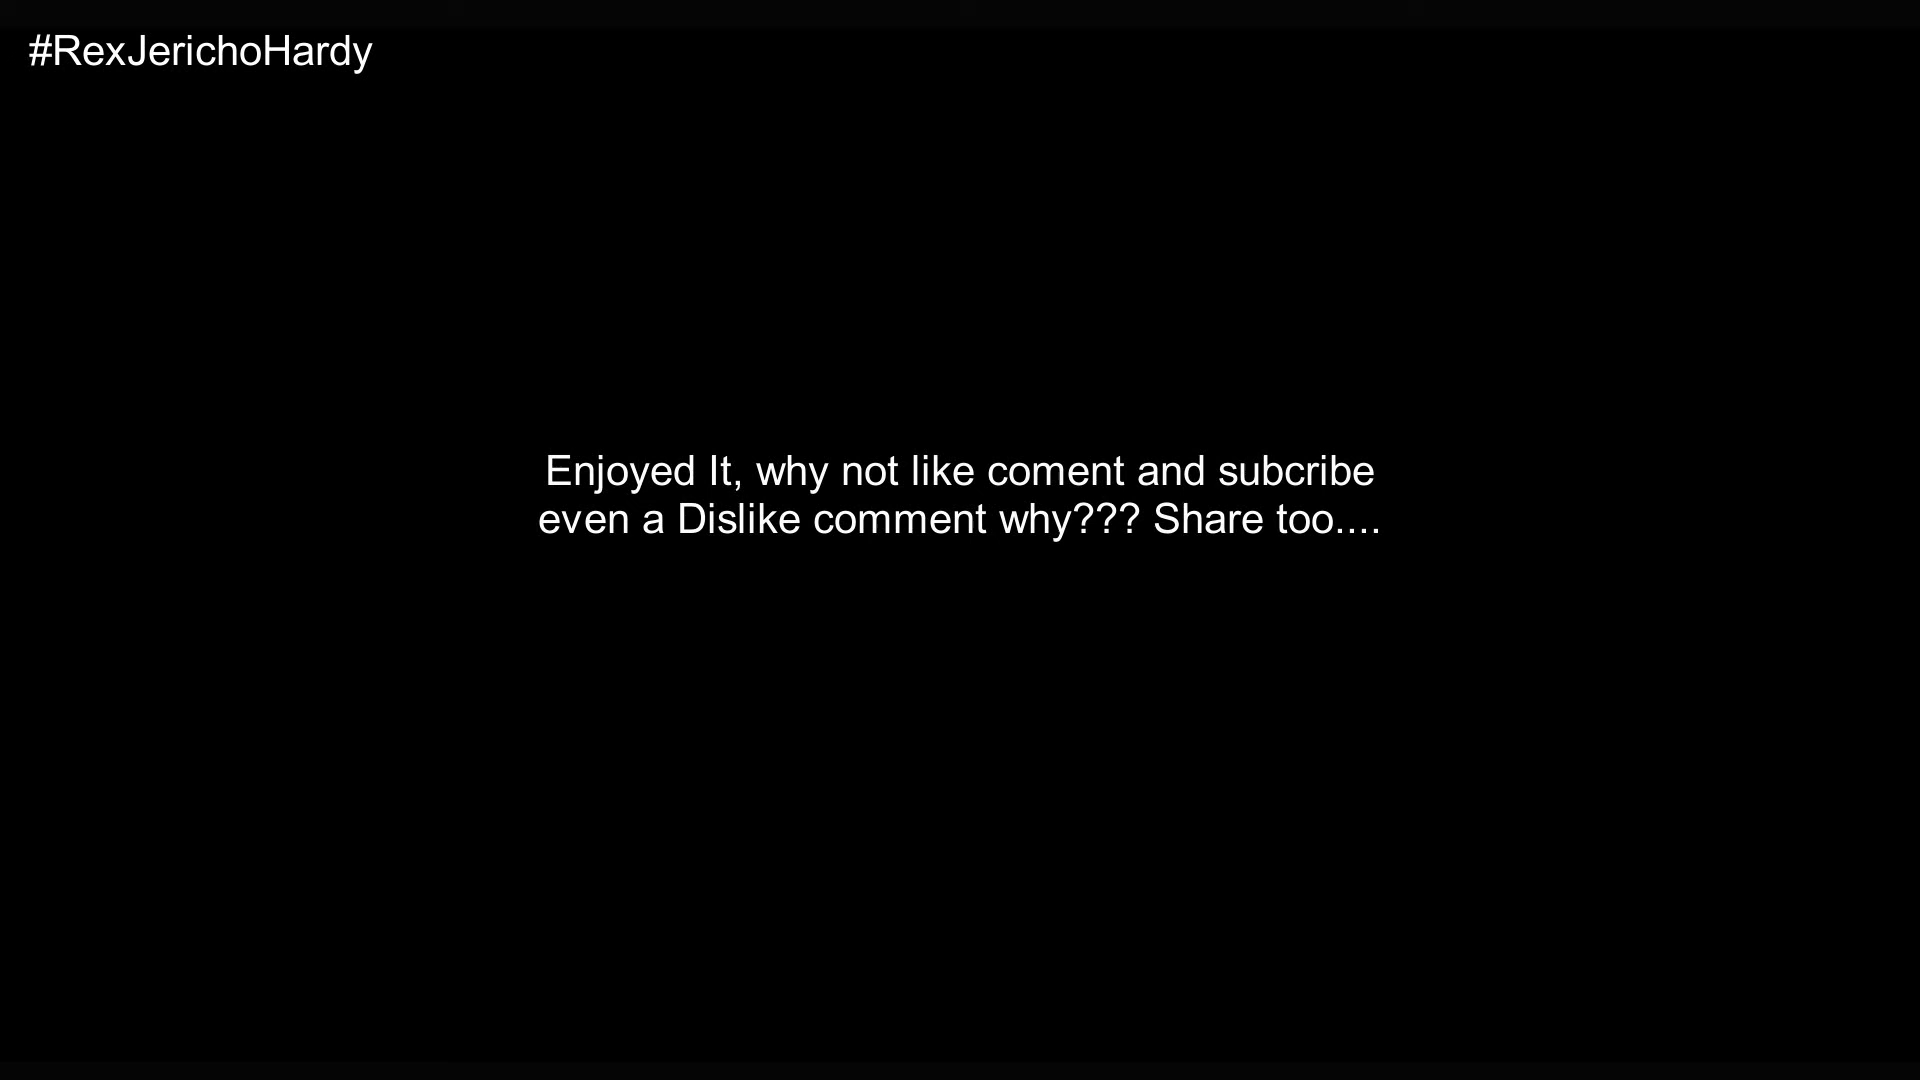 #RexJerichoHardy
Enjoyed It, why not like coment and subcribe
even a Dislike comment why??? Share too....